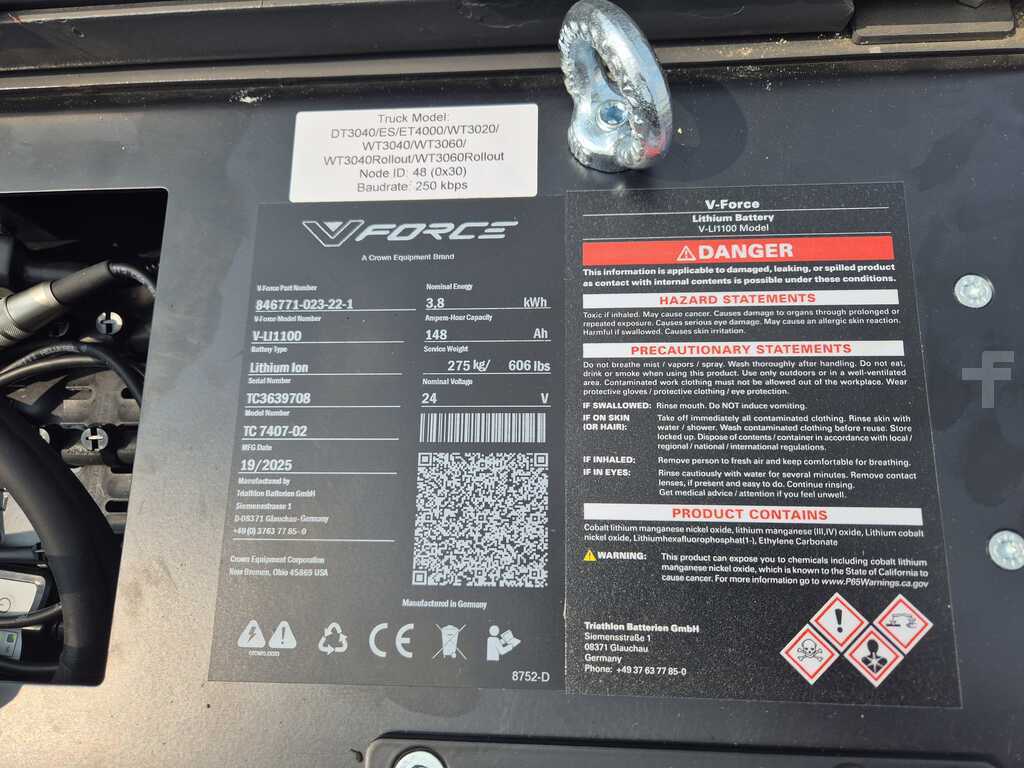 Truck Model:
DT3040/ES/ET4000/WT3020/
WT3040/WT3060/
WT3040Rollout/WT3060Rollout
Node ID: 48 (0x30)
Baudrate: 250 kbps
V FORCE
A Crown Equipment Brand
V-Force Part Number
846771-023-22-1
V-Force Model Number
V-LI1100
Battery Type
Lithium Ion
Serial Number
TC3639708
Model Number
TC 7407-02
MFG Date
19/2025
Manufactured by
Triathlon Batterien GmbH
Siemensstrasse 1
D-08371 Glauchau - Germany
+49 (0) 3763 77 85- 0
Crown Equipment Corporation
New Bremen, Ohio 45869 USA
Nominal Energy
3,8 kWh
Ampere-Hour Capacity
148 Ah
Service Weight
275 kg/ 606 lbs
Nominal Voltage
24 V
Manufactured in Germany
crown.com
CE
8752-D
V-Force
Lithium Battery
V-LI1100 Model
DANGER
This information is applicable to damaged, leaking, or spilled product
as contact with internal contents is possible under these conditions.
HAZARD STATEMENTS
Toxic if inhaled. May cause cancer. Causes damage to organs through prolonged or
repeated exposure. Causes serious eye damage. May cause an allergic skin reaction.
Harmful if swallowed. Causes skin irritation.
PRECAUTIONARY STATEMENTS
Do not breathe mist / vapors / spray. Wash thoroughly after handling. Do not eat,
drink or smoke when using this product. Use only outdoors or in a well-ventilated
area. Contaminated work clothing must not be allowed out of the workplace. Wear
protective gloves / protective clothing / eye protection.
IF SWALLOWED: Rinse mouth. Do NOT induce vomiting.
IF ON SKIN (OR HAIR): Take off immediately all contaminated clothing. Rinse skin with
water / shower. Wash contaminated clothing before reuse. Store
locked up. Dispose of contents / container in accordance with local /
regional / national / international regulations.
IF INHALED: Remove person to fresh air and keep comfortable for breathing.
IF IN EYES: Rinse cautiously with water for several minutes. Remove contact
lenses, if present and easy to do. Continue rinsing.
Get medical advice / attention if you feel unwell.
PRODUCT CONTAINS
Cobalt lithium manganese nickel oxide, lithium manganese (III,IV) oxide, Lithium cobalt
nickel oxide, Lithiumhexafluorophosphat(1-), Ethylene Carbonate
WARNING: This product can expose you to chemicals including cobalt lithium
manganese nickel oxide, which is known to the State of California to
cause cancer. For more information go to www.P65Warnings.ca.gov
Triathlon Batterien GmbH
Siemensstraße 1
08371 Glauchau
Germany
Phone: +49 37 63 77 85-0